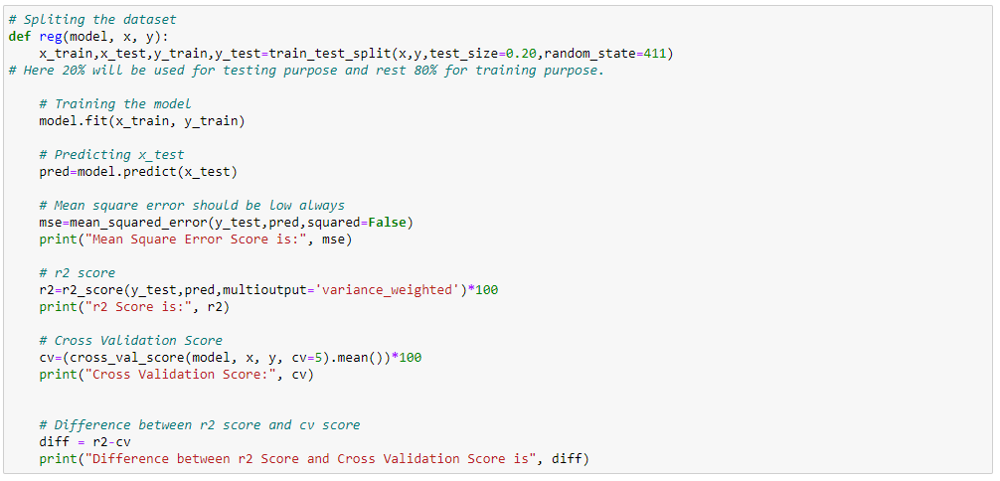 # Spliting the dataset
def reg(model, x, y):
    x_train,x_test,y_train,y_test=train_test_split(x,y,test_size=0.20,random_state=411)
# Here 20% will be used for testing purpose and rest 80% for training purpose.
    # Training the model
    model.fit(x_train, y_train)
    # Predicting x_test
    pred=model.predict(x_test)
    # Mean square error should be low always
    mse=mean_squared_error(y_test,pred,squared=False)
    print("Mean Square Error Score is:", mse)
    # r2 score
    r2=r2_score(y_test,pred,multioutput='variance_weighted')*100
    print("r2 Score is:", r2)
    # Cross Validation Score
    cv=(cross_val_score(model, x, y, cv=5).mean())*100
    print("Cross Validation Score:", cv)
    # Difference between r2 score and cv score
    diff = r2-cv
    print("Difference between r2 Score and Cross Validation Score is", diff)